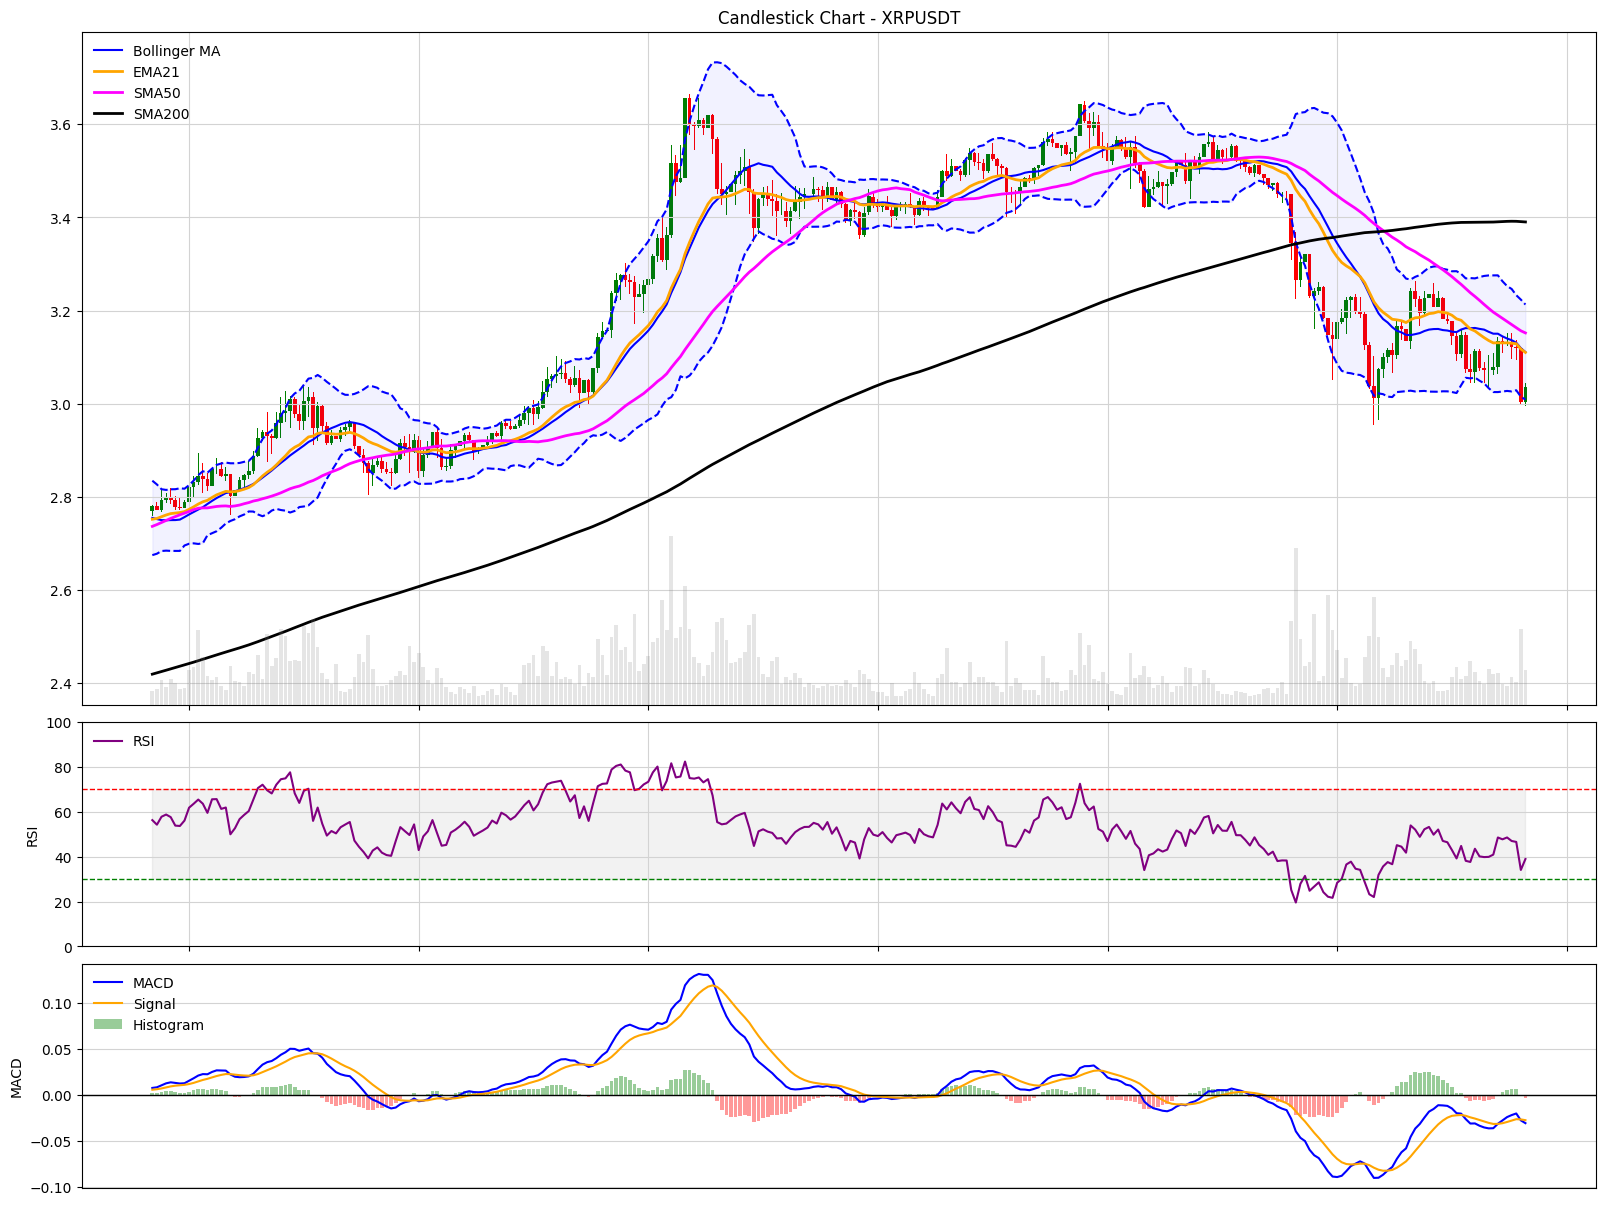 Candlestick Chart - XRPUSDT
Bollinger MA
EMA21
SMA50
SMA200
3.6
3.4
3.2
3.0
2.8
2.6
2.4
RSI
100
80
60
40
20
0
RSI
MACD
Signal
Histogram
0.10
0.05
0.00
−0.05
−0.10
MACD